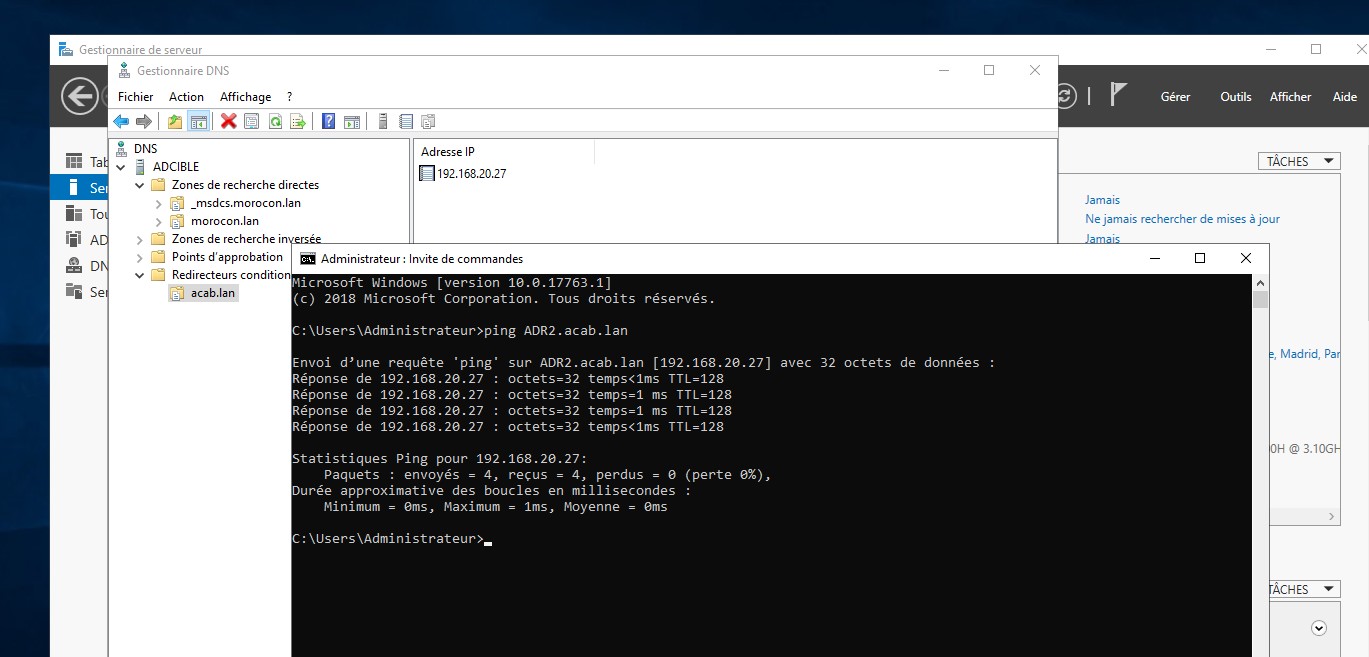 Gestionnaire de serveur
Gestionnaire DNS
Fichier Action Affichage ?
Gérer Outils Afficher Aide
DNS
ADCIBLE
Zones de recherche directes
_msdcs.morocon.lan
morocon.lan
Zones de recherche inversée
Points d'approbation
Redirecteurs condition
acab.lan
Adresse IP
192.168.20.27
Tab
Ser
Tou
AD
DN
Ser
TÂCHES
Jamais
Ne jamais rechercher de mises à jour
Jamais
e, Madrid, Par
0H @ 3.10GH
TÂCHES
Administrateur : Invite de commandes
Microsoft Windows [version 10.0.17763.1]
(c) 2018 Microsoft Corporation. Tous droits réservés.
C:\Users\Administrateur>ping ADR2.acab.lan
Envoi d’une requête 'ping' sur ADR2.acab.lan [192.168.20.27] avec 32 octets de données :
Réponse de 192.168.20.27 : octets=32 temps<1ms TTL=128
Réponse de 192.168.20.27 : octets=32 temps=1 ms TTL=128
Réponse de 192.168.20.27 : octets=32 temps=1 ms TTL=128
Réponse de 192.168.20.27 : octets=32 temps<1ms TTL=128
Statistiques Ping pour 192.168.20.27:
Paquets : envoyés = 4, reçus = 4, perdus = 0 (perte 0%),
Durée approximative des boucles en millisecondes :
Minimum = 0ms, Maximum = 1ms, Moyenne = 0ms
C:\Users\Administrateur>